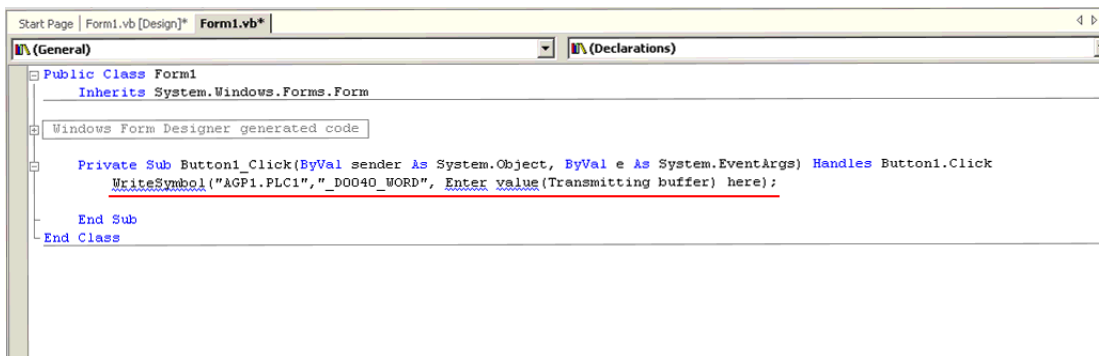 Start Page | Form1.vb [Design]* Form1.vb*
(General) (Declarations)
Public Class Form1
Inherits System.Windows.Forms.Form
Windows Form Designer generated code
Private Sub Button1_Click(ByVal sender As System.Object, ByVal e As System.EventArgs) Handles Button1.Click
WriteSymbol("AGP1.PLC1","_D0040_WORD", Enter value(Transmitting buffer) here);
End Sub
End Class